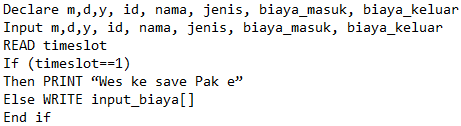 Declare m,d,y, id, nama, jenis, biaya_masuk, biaya_keluar
Input m,d,y, id, nama, jenis, biaya_masuk, biaya_keluar
READ timeslot
If (timeslot==1)
Then PRINT “Wes ke save Pak e”
Else WRITE input_biaya[]
End if